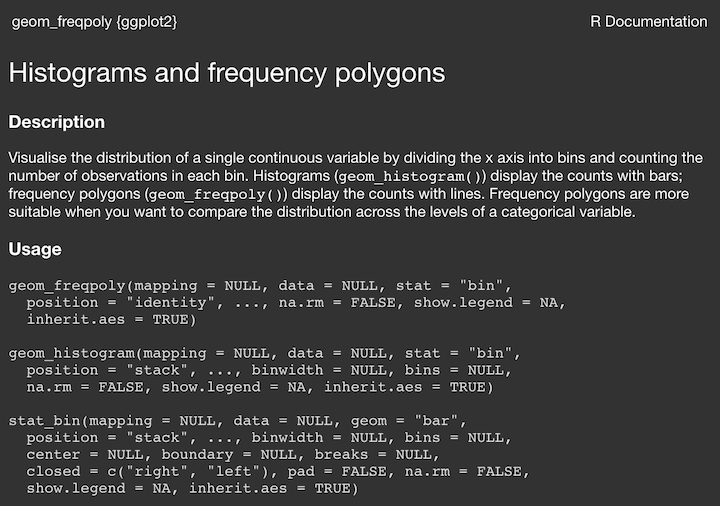 geom_freqpoly {ggplot2}
R Documentation
Histograms and frequency polygons
Description
Visualise the distribution of a single continuous variable by dividing the x axis into bins and counting the
number of observations in each bin. Histograms (geom_histogram()) display the counts with bars;
frequency polygons (geom_freqpoly()) display the counts with lines. Frequency polygons are more
suitable when you want to compare the distribution across the levels of a categorical variable.
Usage
geom_freqpoly(mapping = NULL, data = NULL, stat = "bin",
  position = "identity", ..., na.rm = FALSE, show.legend = NA,
  inherit.aes = TRUE)
geom_histogram(mapping = NULL, data = NULL, stat = "bin",
  position = "stack", ..., binwidth = NULL, bins = NULL,
  na.rm = FALSE, show.legend = NA, inherit.aes = TRUE)
stat_bin(mapping = NULL, data = NULL, geom = "bar",
  position = "stack", ..., binwidth = NULL, bins = NULL,
  center = NULL, boundary = NULL, breaks = NULL,
  closed = c("right", "left"), pad = FALSE, na.rm = FALSE,
  show.legend = NA, inherit.aes = TRUE)